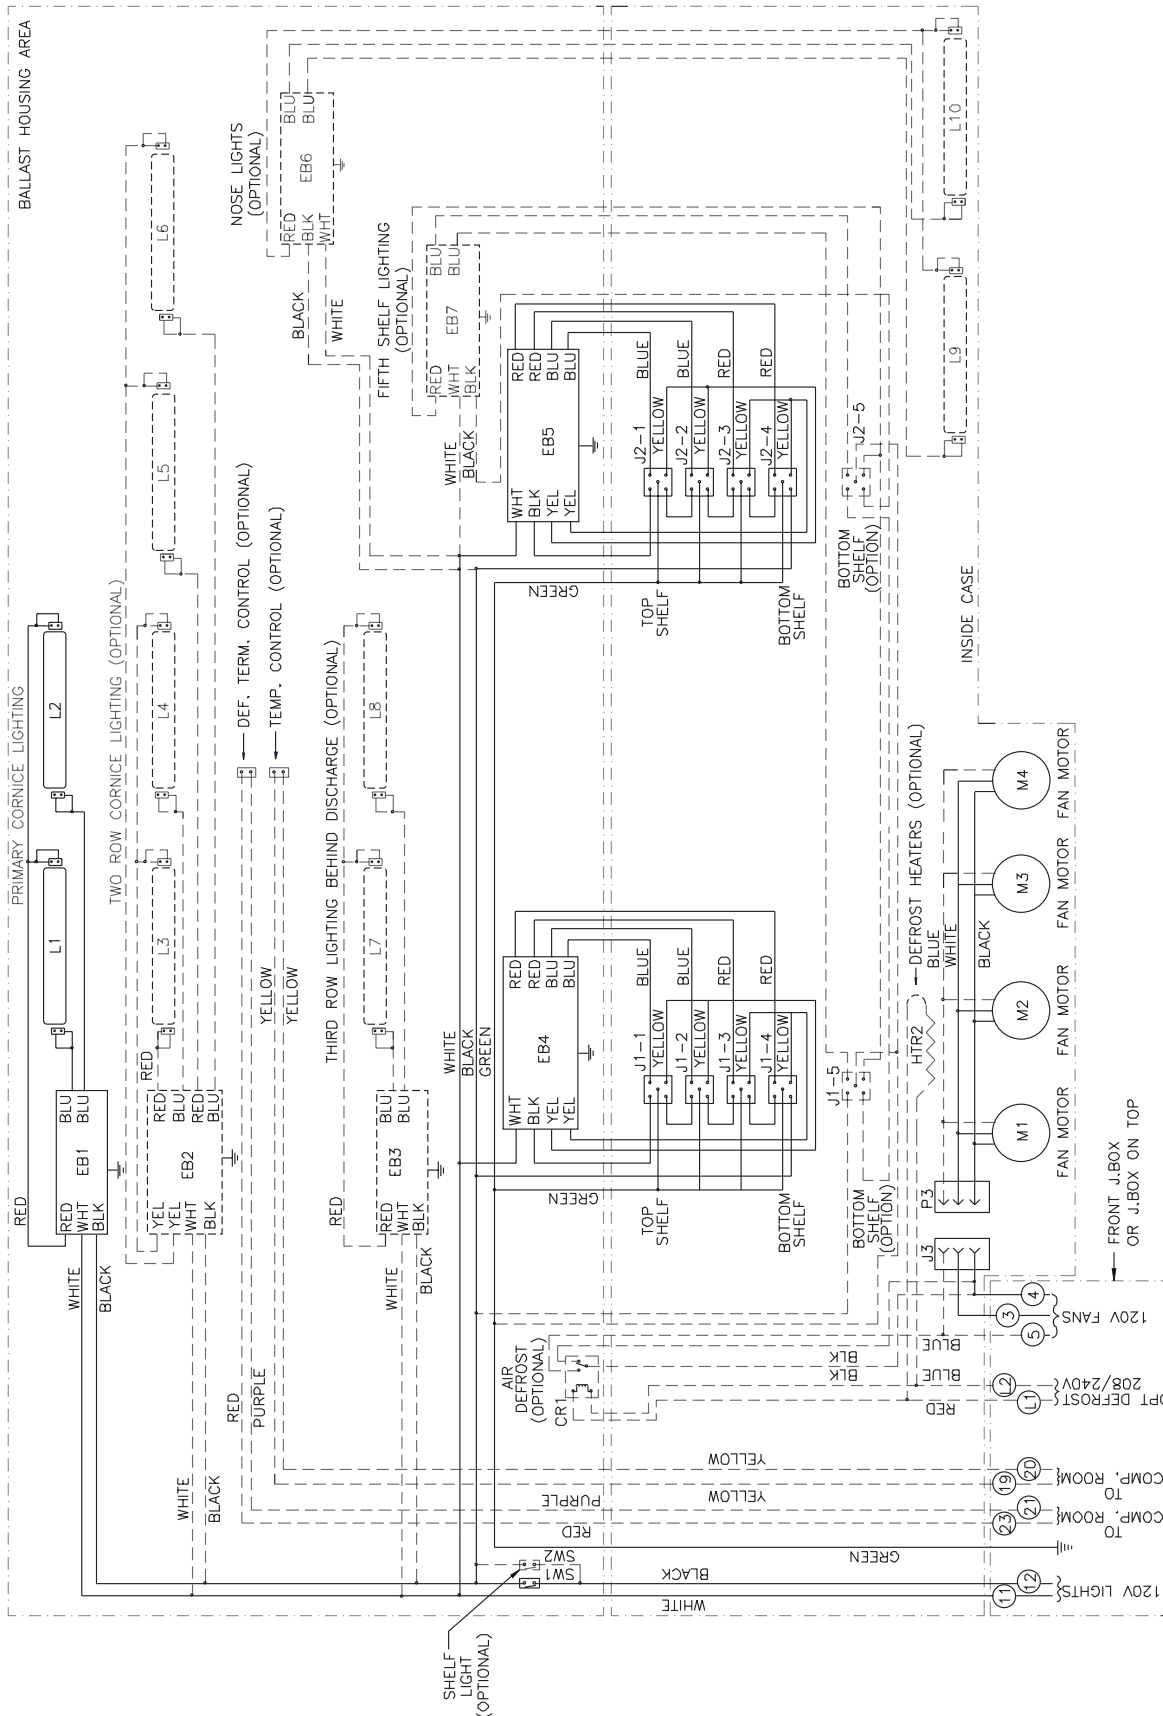 BALLAST HOUSING AREA
PRIMARY CORNICE LIGHTING
L1
L2
RED
EB1
RED
WHT
BLK
BLU
BLU
WHITE
BLACK
TWO ROW CORNICE LIGHTING (OPTIONAL)
L3
L4
L5
L6
RED
EB2
YEL
YEL
WHT
BLK
RED
BLU
RED
BLU
WHITE
BLACK
DEF. TERM. CONTROL (OPTIONAL)
TEMP. CONTROL (OPTIONAL)
RED
PURPLE
YELLOW
YELLOW
THIRD ROW LIGHTING BEHIND DISCHARGE (OPTIONAL)
L7
L8
RED
EB3
RED
WHT
BLK
BLU
BLU
WHITE
BLACK
NOSE LIGHTS
(OPTIONAL)
EB6
RED
BLK
WHT
BLU
BLU
BLACK
WHITE
FIFTH SHELF LIGHTING
(OPTIONAL)
EB7
RED
WHT
BLK
BLU
BLU
WHITE
BLACK
WHITE
BLACK
GREEN
EB4
WHT
BLK
YEL
YEL
RED
RED
BLU
BLU
GREEN
J1-1
BLUE
YELLOW
J1-2
BLUE
YELLOW
J1-3
RED
YELLOW
J1-4
RED
TOP
SHELF
BOTTOM
SHELF
J1-5
BOTTOM
SHELF
(OPTION)
EB5
WHT
BLK
YEL
YEL
RED
RED
BLU
BLU
GREEN
J2-1
BLUE
YELLOW
J2-2
BLUE
YELLOW
J2-3
RED
YELLOW
J2-4
RED
TOP
SHELF
BOTTOM
SHELF
J2-5
BOTTOM
SHELF
(OPTION)
L9
L10
INSIDE CASE
SHELF
LIGHT
(OPTIONAL)
SW1
SW2
AIR
DEFROST
(OPTIONAL)
CR1
BLK
BLK
BLUE
BLUE
RED
YELLOW
YELLOW
PURPLE
RED
GREEN
BLACK
WHITE
DEFROST HEATERS (OPTIONAL)
HTR2
BLUE
WHITE
BLACK
M1
M2
M3
M4
FAN MOTOR
FAN MOTOR
FAN MOTOR
FAN MOTOR
P3
J3
FRONT J.BOX
OR J.BOX ON TOP
4
3
5
120V FANS
L2
L1
208/240V
OPT DEFROST
20
19
TO
COMP. ROOM
21
23
TO
COMP. ROOM
12
11
120V LIGHTS